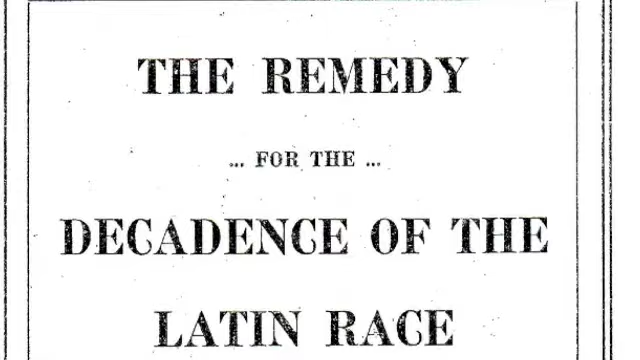 THE REMEDY
... FOR THE ...
DECADENCE OF THE
LATIN RACE